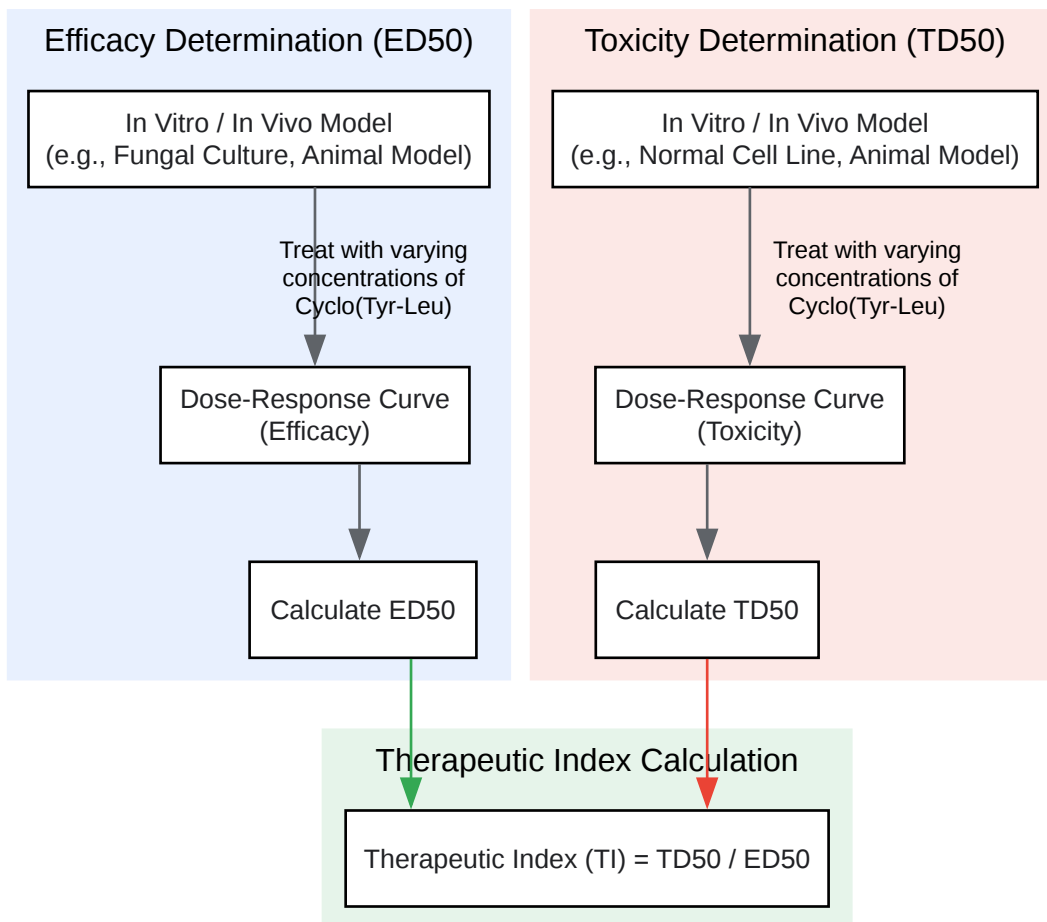 Efficacy Determination (ED50)
In Vitro / In Vivo Model
(e.g., Fungal Culture, Animal Model)
Treat with varying
concentrations of
Cyclo(Tyr-Leu)
Dose-Response Curve
(Efficacy)
Calculate ED50
Toxicity Determination (TD50)
In Vitro / In Vivo Model
(e.g., Normal Cell Line, Animal Model)
Treat with varying
concentrations of
Cyclo(Tyr-Leu)
Dose-Response Curve
(Toxicity)
Calculate TD50
Therapeutic Index Calculation
Therapeutic Index (TI) = TD50 / ED50